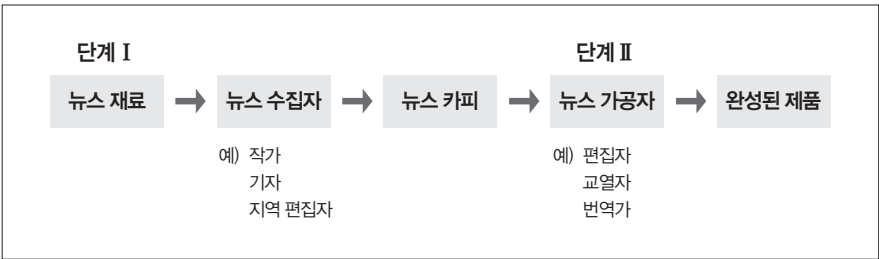 단계 Ⅰ 단계 Ⅱ
뉴스 재료 → 뉴스 수집자 → 뉴스 카피 → 뉴스 가공자 → 완성된 제품
예) 작가 예) 편집자
기자 교열자
지역 편집자 번역가